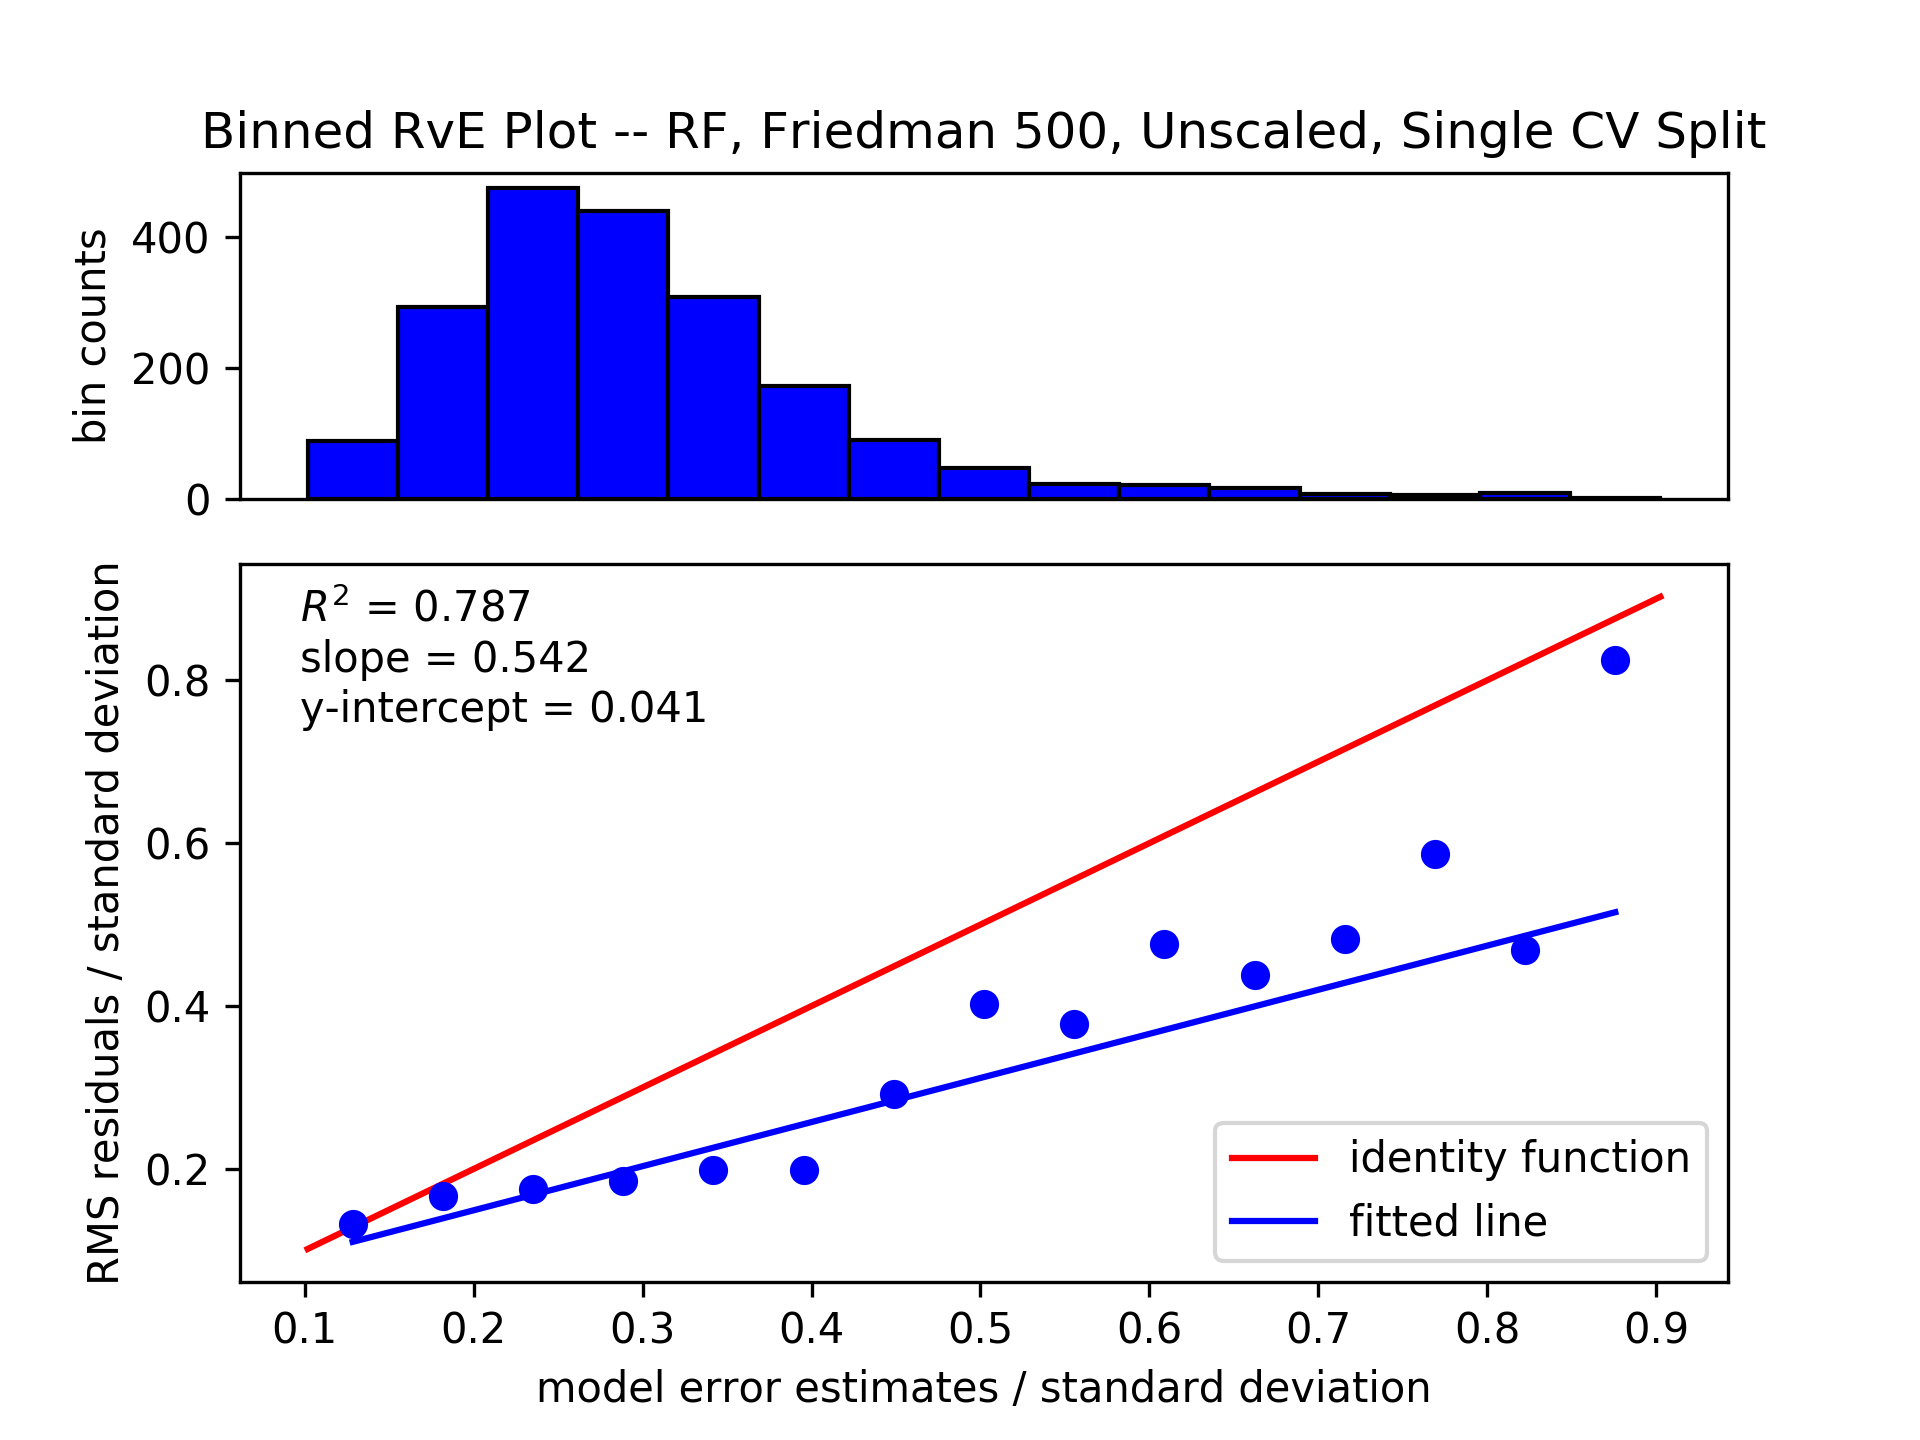 Binned RvE Plot -- RF, Friedman 500, Unscaled, Single CV Split
bin counts
400
200
0
RMS residuals / standard deviation
0.8
0.6
0.4
0.2
R² = 0.787
slope = 0.542
y-intercept = 0.041
identity function
fitted line
0.1 0.2 0.3 0.4 0.5 0.6 0.7 0.8 0.9
model error estimates / standard deviation